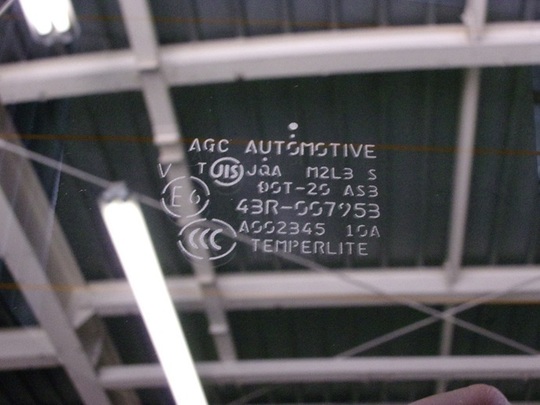 AGC AUTOMOTIVE
V T JIS JQA M2L3 S
DOT-20 AS3
E6 43R-007953
CCC A002345 10A
TEMPERLITE